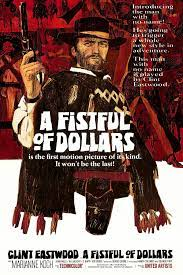 Introducing
the man
with no name!
He's going
to trigger
a whole
new style in
adventure.
This man
with
no name
is played by
Clint
Eastwood.
A FISTFUL
OF DOLLARS
is the first motion picture of its kind.
It won't be the last!
CLINT EASTWOOD A FISTFUL OF DOLLARS
MARIANNE KOCH
TECHNICOLOR
UNITED ARTISTS